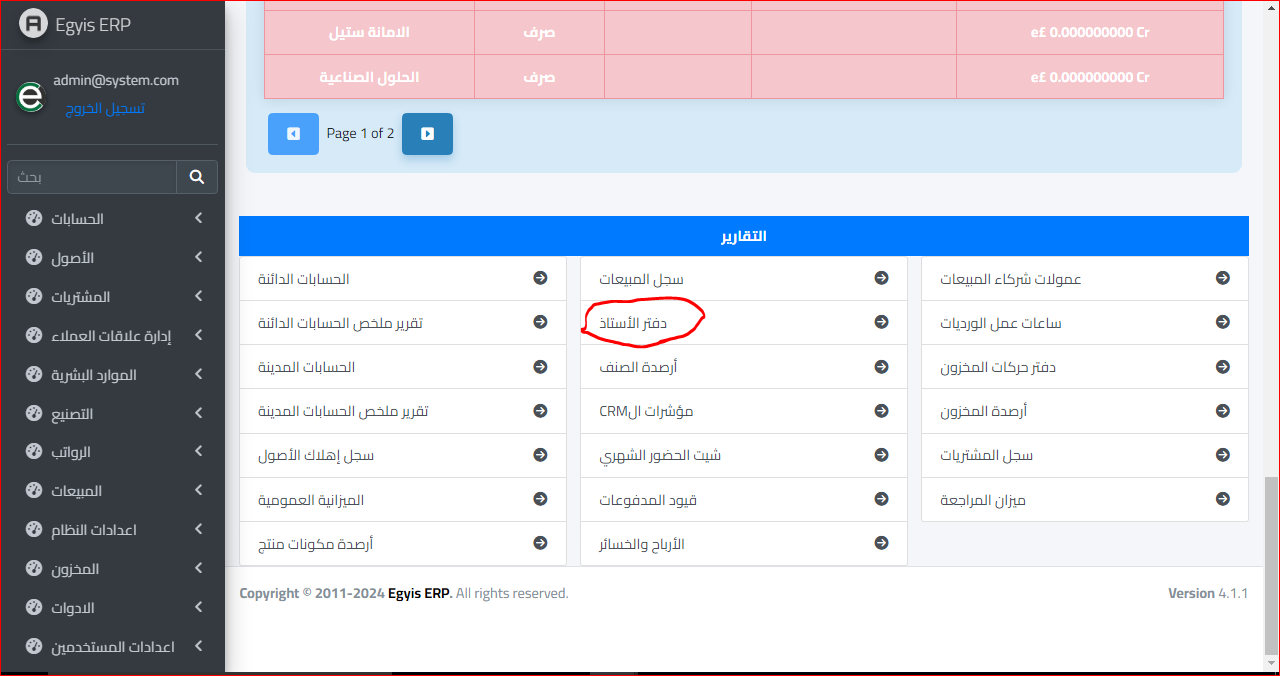 Egyis ERP
admin@system.com
تسجيل الخروج
بحث
الحسابات
الأصول
المشتريات
إدارة علاقات العملاء
الموارد البشرية
التصنيع
الرواتب
المبيعات
اعدادات النظام
المخزون
الادوات
اعدادات المستخدمين
الامانة ستيل صرف e£ 0.000000000 Cr
الحلول الصناعية صرف e£ 0.000000000 Cr
Page 1 of 2
التقارير
الحسابات الدائنة
تقرير ملخص الحسابات الدائنة
الحسابات المدينة
تقرير ملخص الحسابات المدينة
سجل إهلاك الأصول
الميزانية العمومية
أرصدة مكونات منتج
سجل المبيعات
دفتر الأستاذ
أرصدة الصنف
مؤشرات الCRM
شيت الحضور الشهري
قيود المدفوعات
الأرباح والخسائر
عمولات شركاء المبيعات
ساعات عمل الورديات
دفتر حركات المخزون
أرصدة المخزون
سجل المشتريات
ميزان المراجعة
Copyright © 2011-2024 Egyis ERP. All rights reserved.
Version 4.1.1